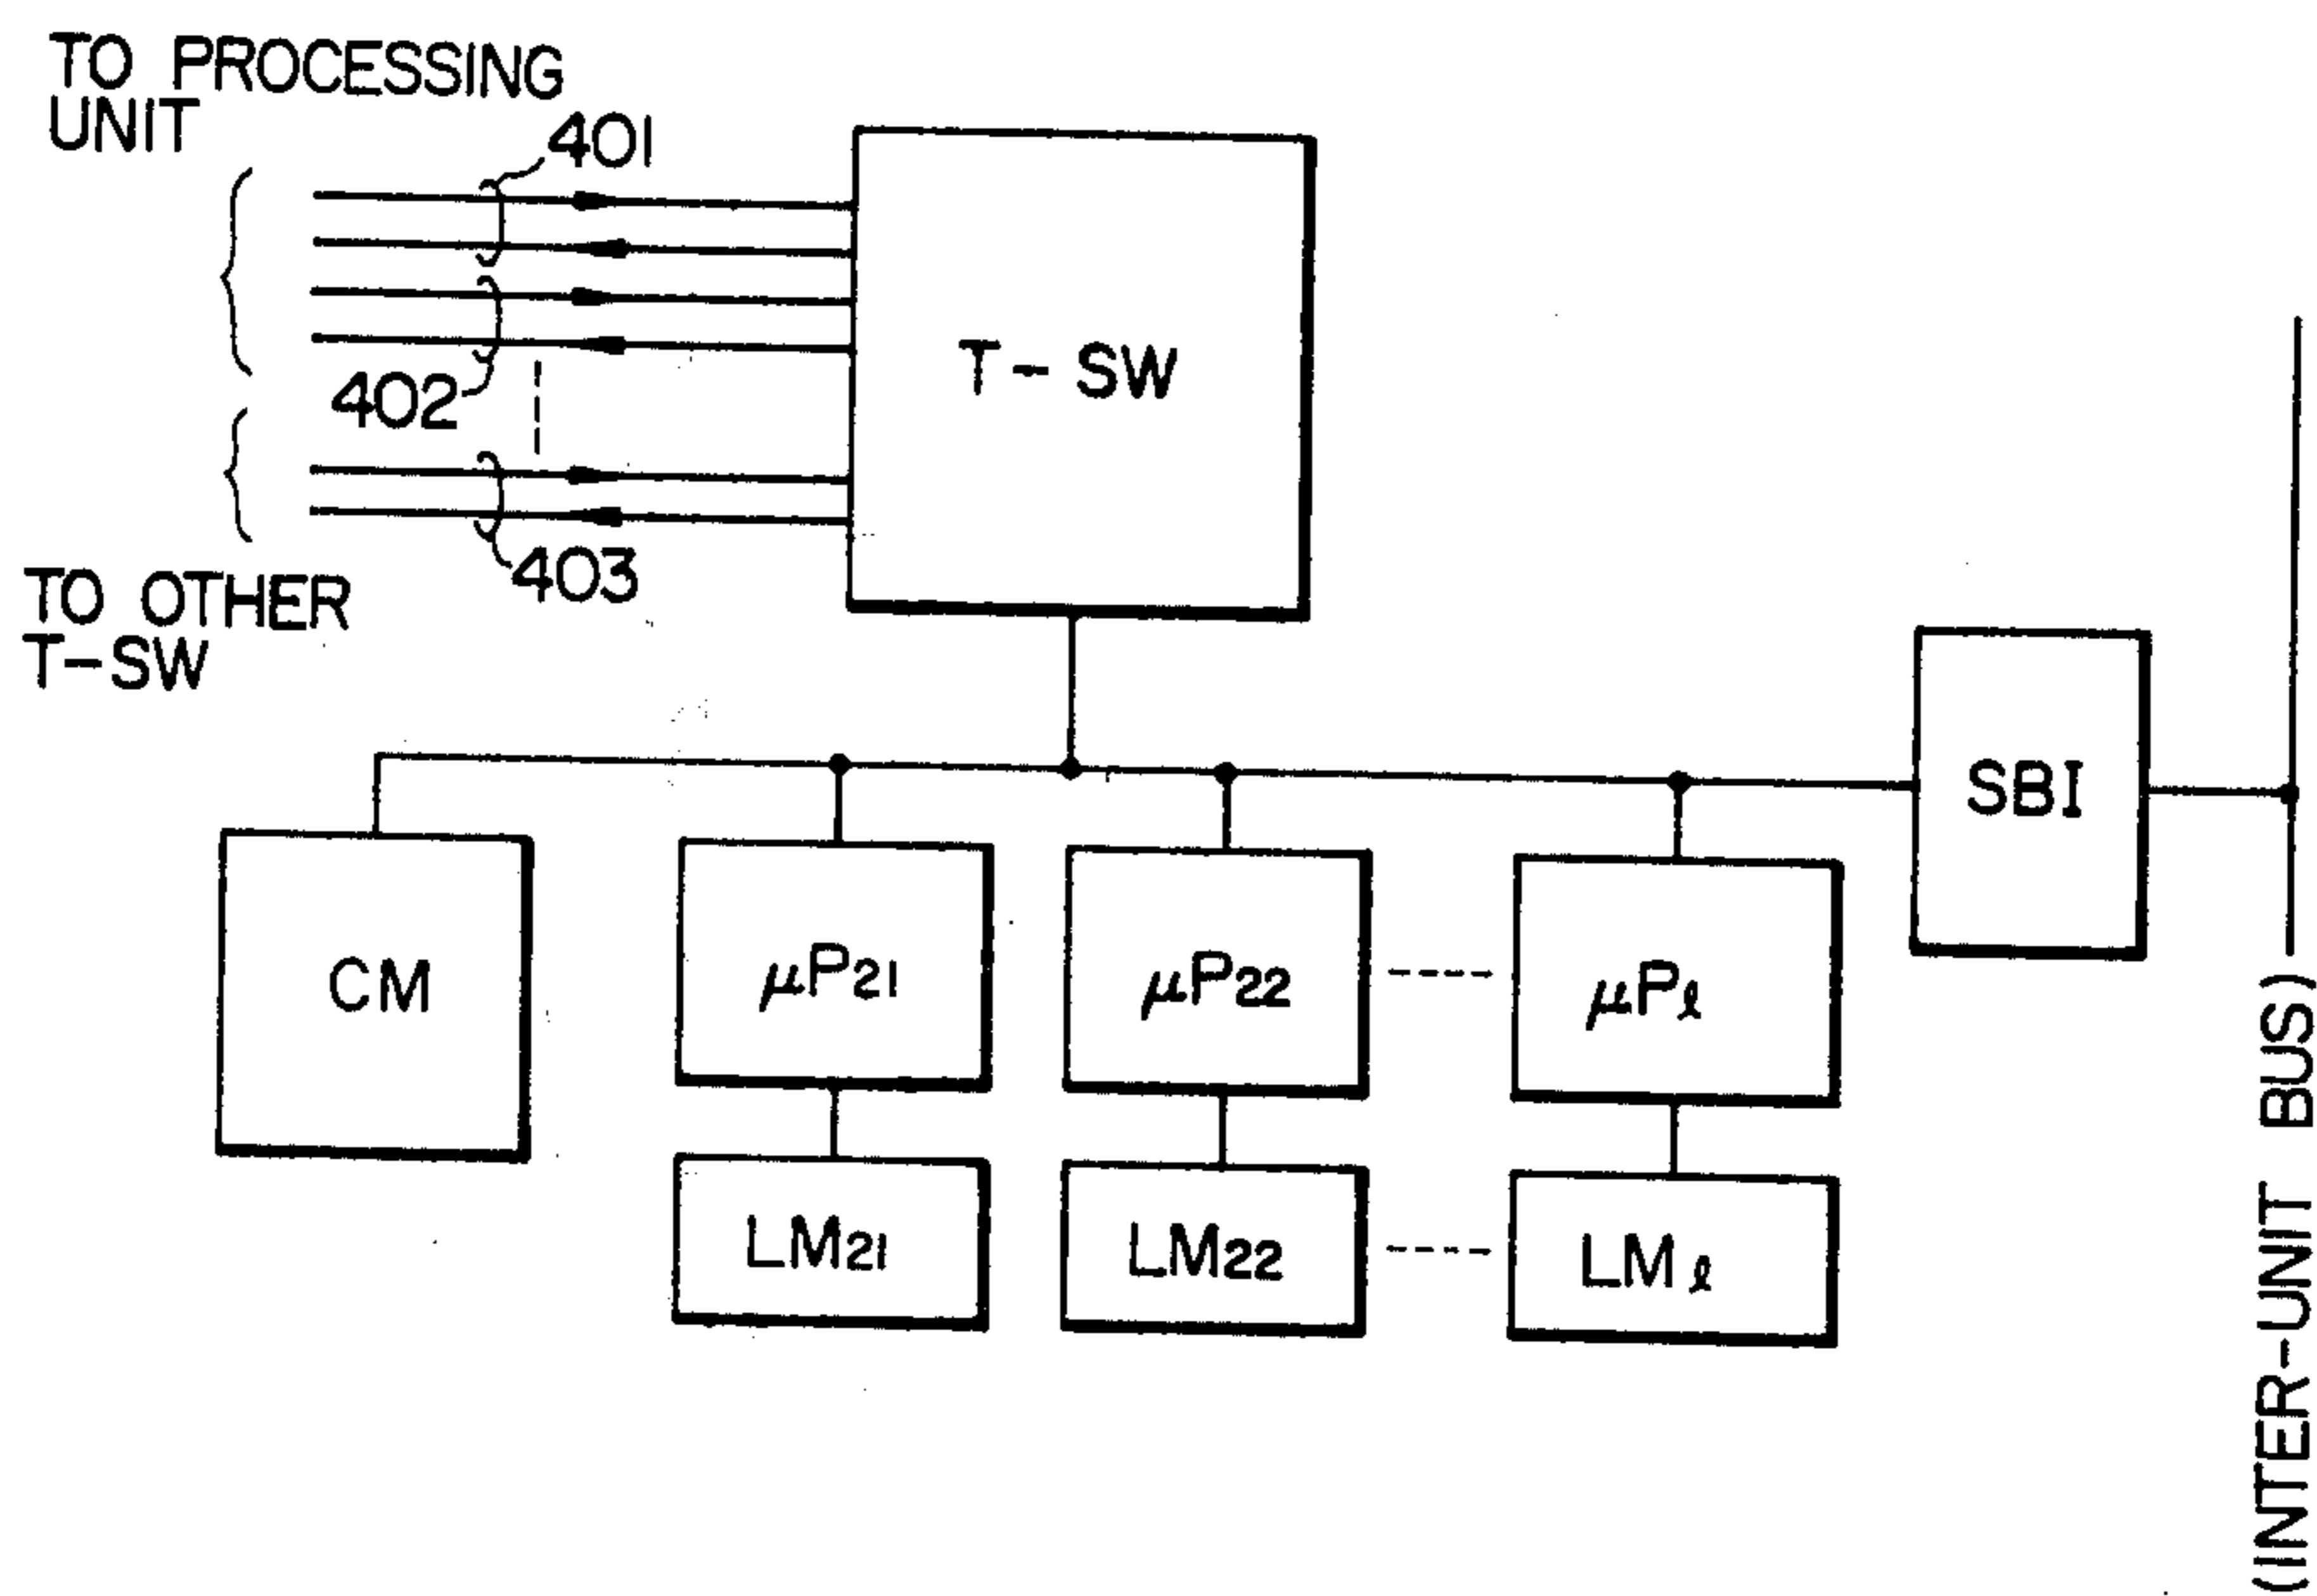 TO PROCESSING
UNIT
401
402
403
TO OTHER
T-SW
T-SW
SBI
CM
μP21
μP22
μPℓ
LM21
LM22
LMℓ
(INTER-UNIT BUS)